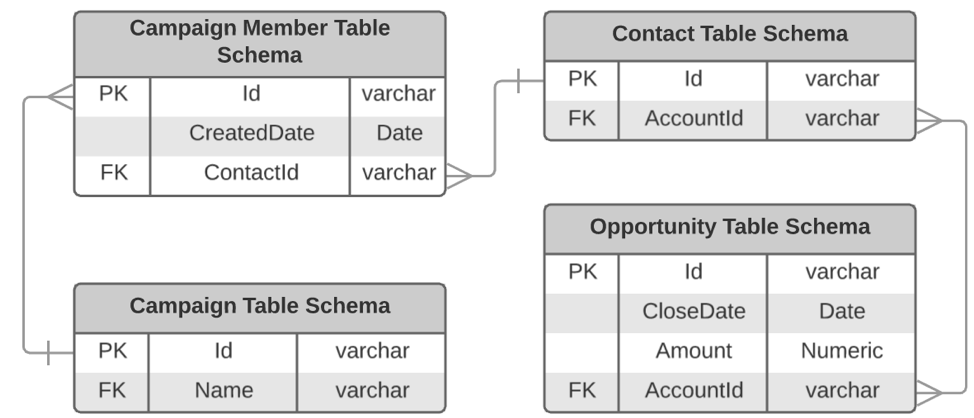 Campaign Member Table
Schema
PK Id varchar
CreatedDate Date
FK ContactId varchar
Campaign Table Schema
PK Id varchar
FK Name varchar
Contact Table Schema
PK Id varchar
FK AccountId varchar
Opportunity Table Schema
PK Id varchar
CloseDate Date
Amount Numeric
FK AccountId varchar